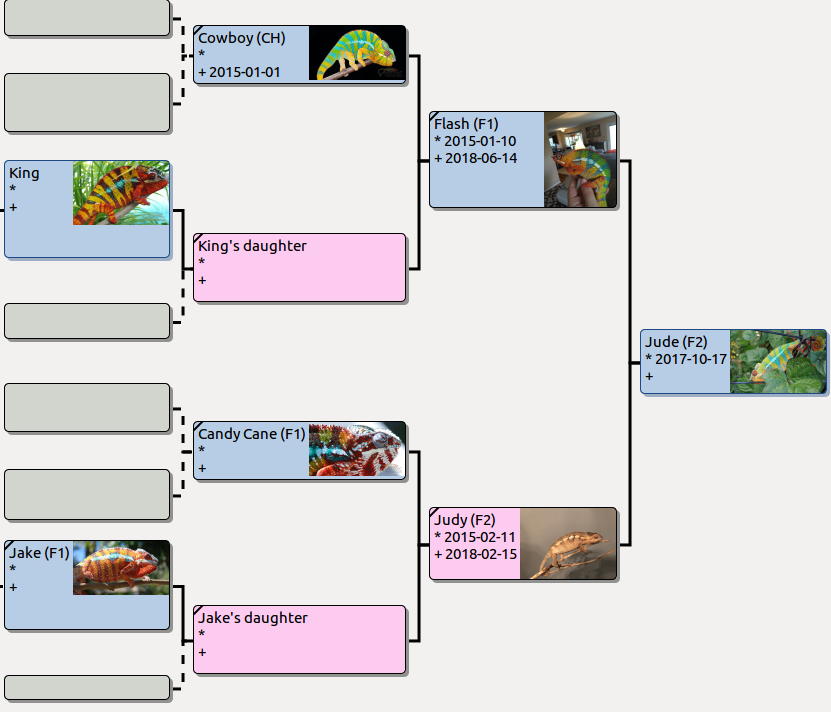 Cowboy (CH)
*
+ 2015-01-01
Flash (F1)
* 2015-01-10
+ 2018-06-14
King
*
+
King's daughter
*
+
Jude (F2)
* 2017-10-17
+
Candy Cane (F1)
*
+
Judy (F2)
* 2015-02-11
+ 2018-02-15
Jake (F1)
*
+
Jake's daughter
*
+